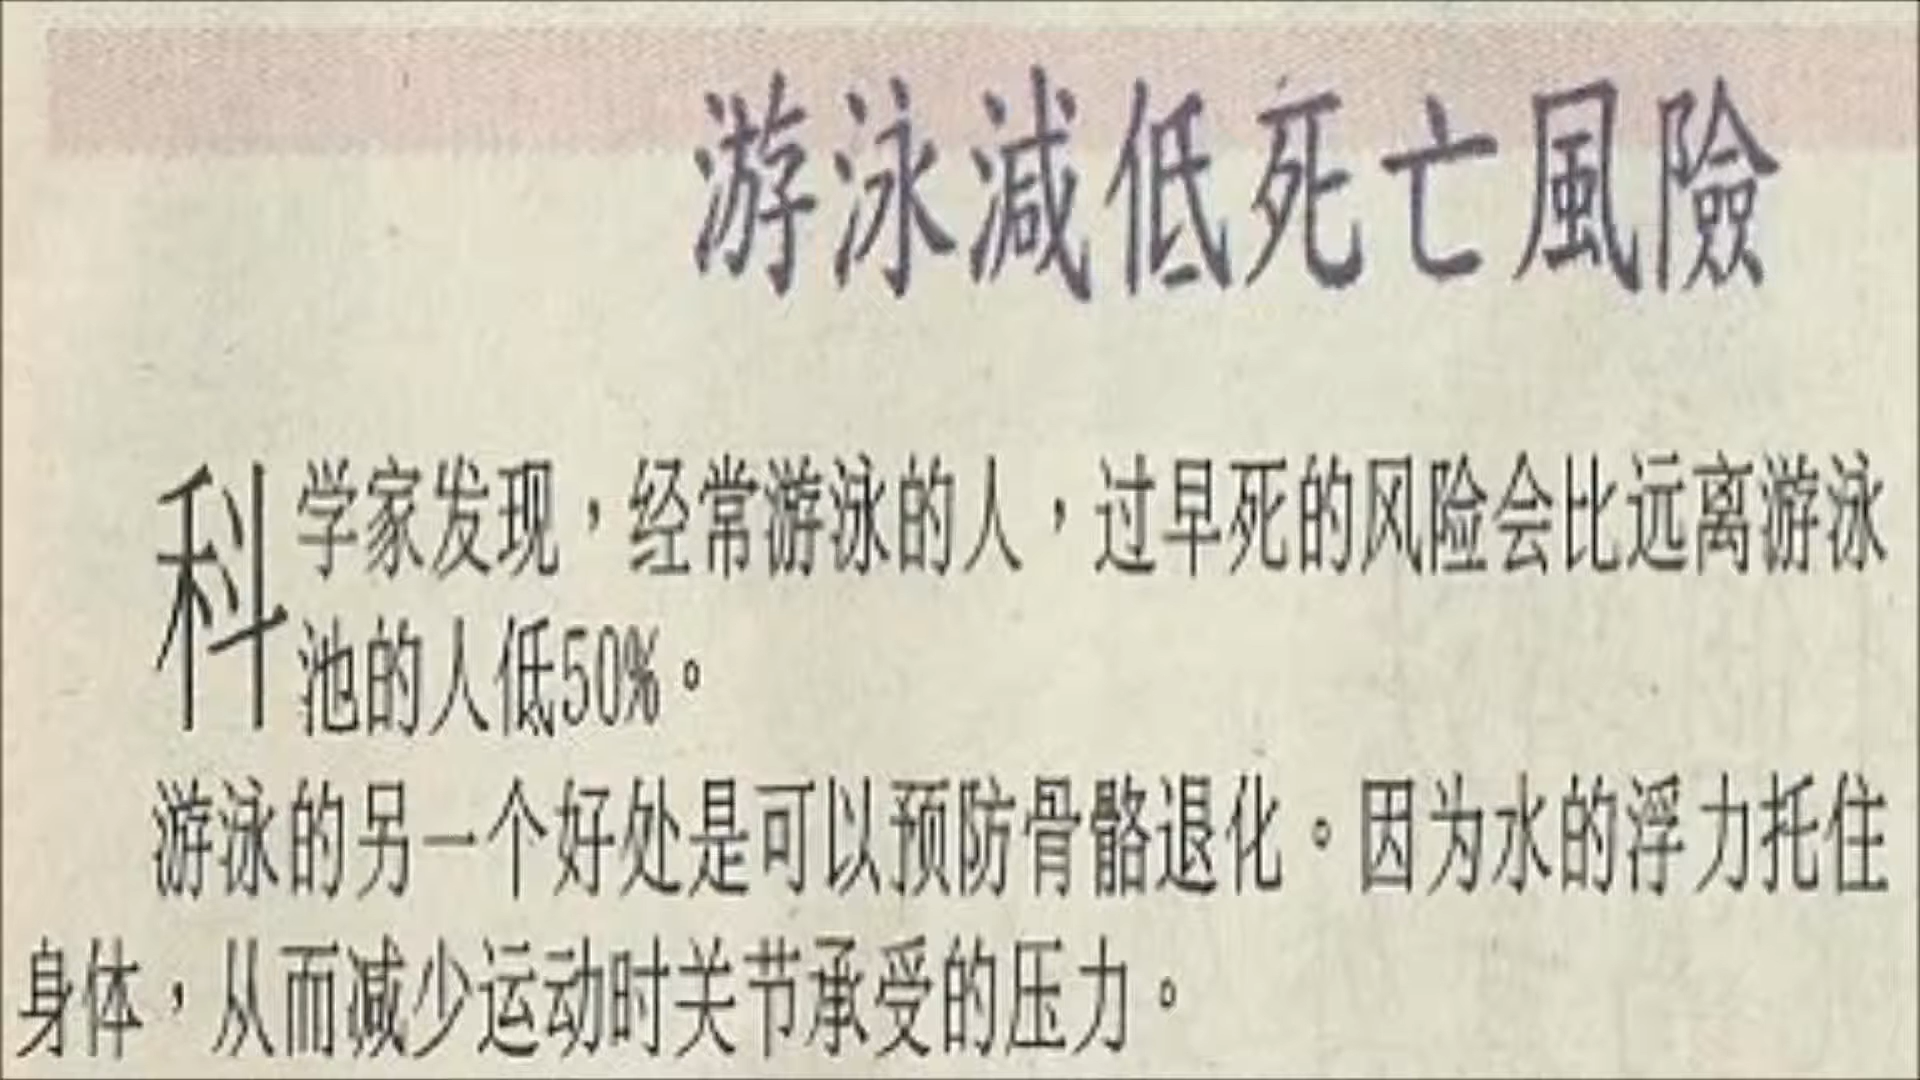 游泳減低死亡風險
科学家发现，经常游泳的人，过早死的风险会比远离游泳
池的人低50%。
游泳的另一个好处是可以预防骨骼退化。因为水的浮力托住
身体，从而减少运动时关节承受的压力。